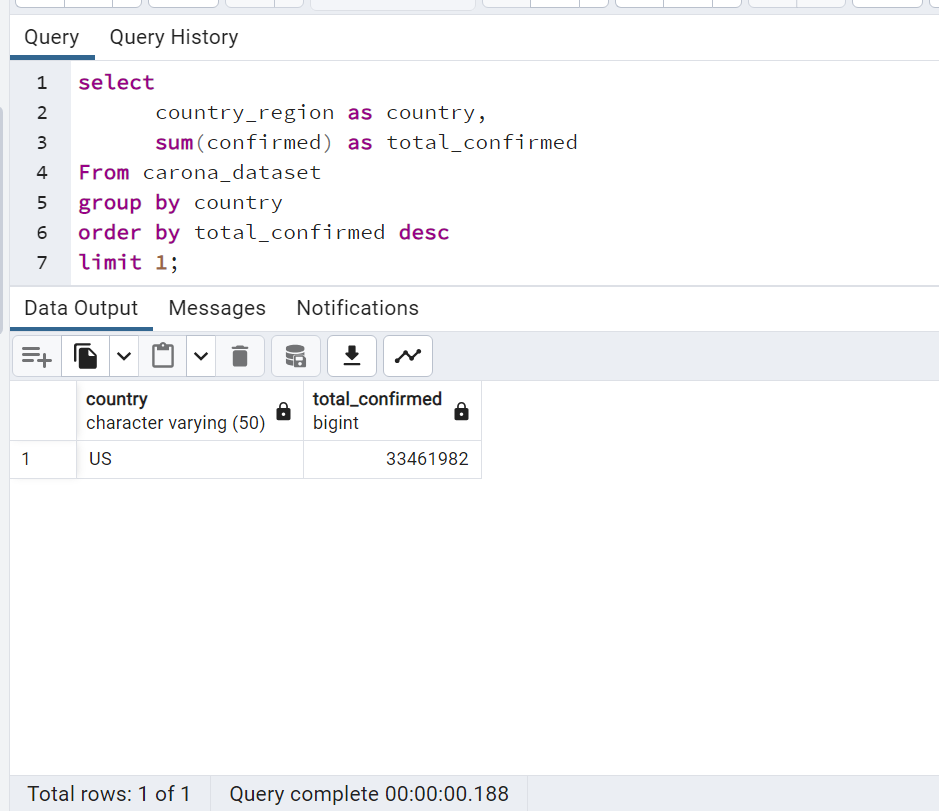 Query Query History
1 select
2 country_region as country,
3 sum(confirmed) as total_confirmed
4 From carona_dataset
5 group by country
6 order by total_confirmed desc
7 limit 1;
Data Output Messages Notifications
country total_confirmed
character varying (50) bigint
1 US 33461982
Total rows: 1 of 1 Query complete 00:00:00.188